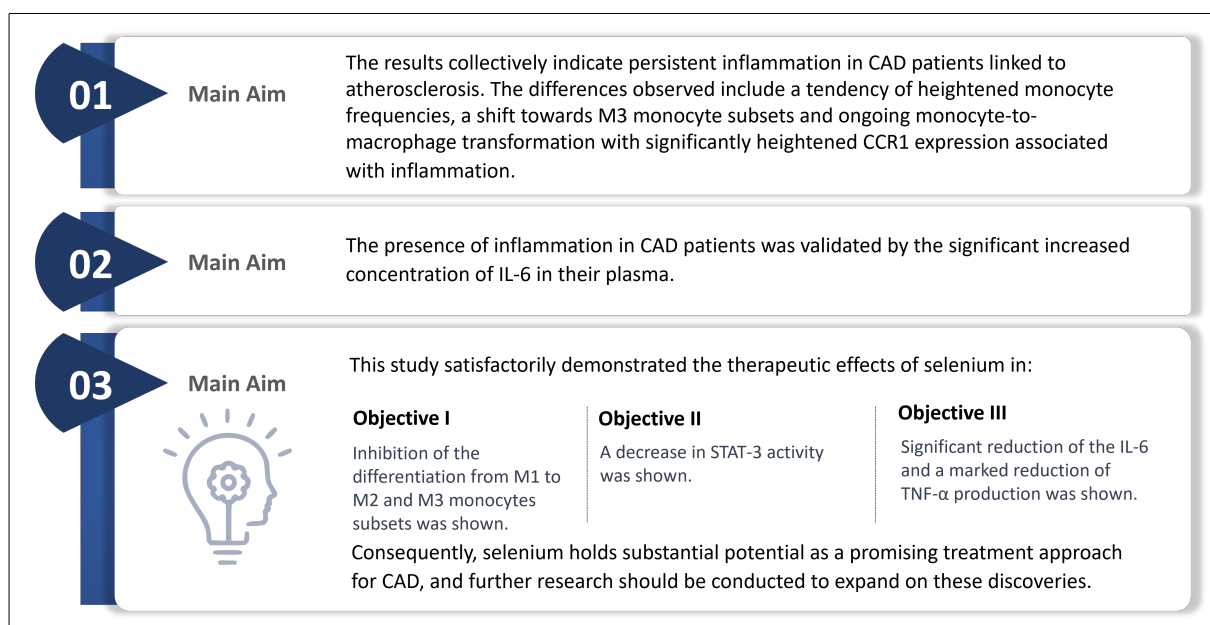 01
Main Aim
The results collectively indicate persistent inflammation in CAD patients linked to
atherosclerosis. The differences observed include a tendency of heightened monocyte
frequencies, a shift towards M3 monocyte subsets and ongoing monocyte-to-
macrophage transformation with significantly heightened CCR1 expression associated
with inflammation.
02
Main Aim
The presence of inflammation in CAD patients was validated by the significant increased
concentration of IL-6 in their plasma.
03
Main Aim
This study satisfactorily demonstrated the therapeutic effects of selenium in:
Objective I
Inhibition of the
differentiation from M1 to
M2 and M3 monocytes
subsets was shown.
Objective II
A decrease in STAT-3 activity
was shown.
Objective III
Significant reduction of the IL-6
and a marked reduction of
TNF-α production was shown.
Consequently, selenium holds substantial potential as a promising treatment approach
for CAD, and further research should be conducted to expand on these discoveries.